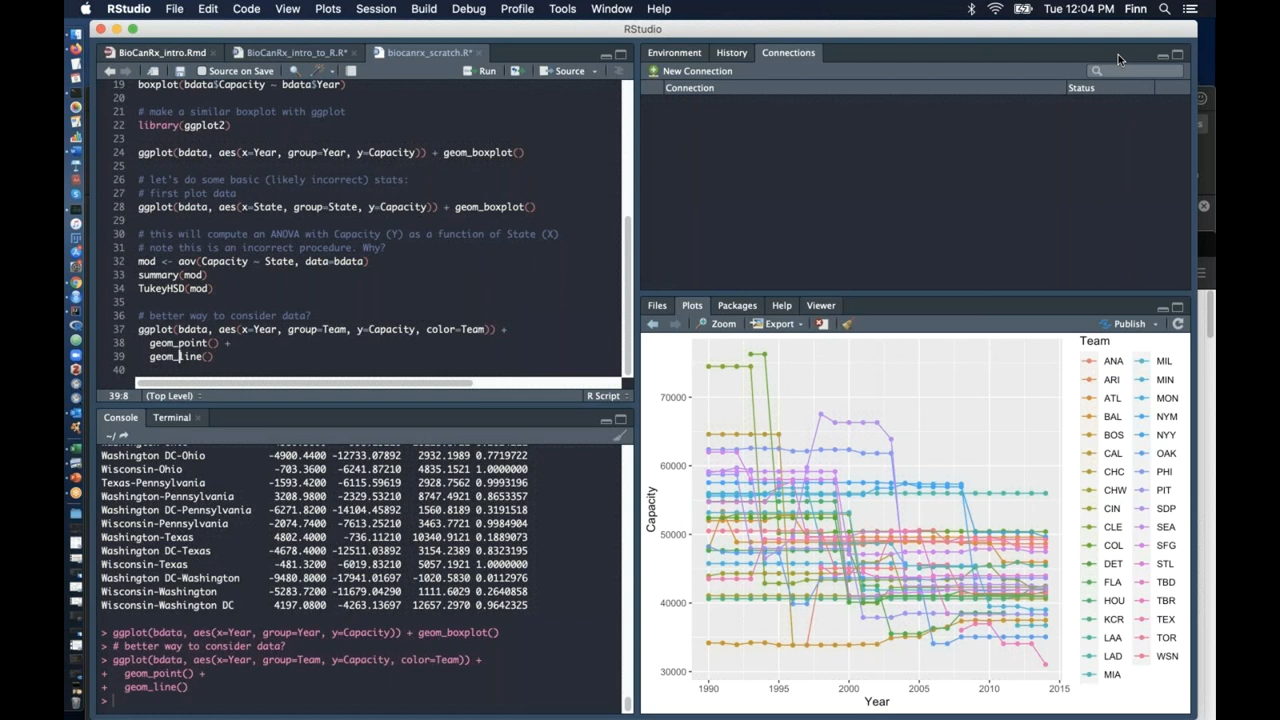 RStudio File Edit Code View Plots Session Build Debug Profile Tools Window Help Tue 12:04 PM Finn
RStudio
BioCanRx_intro.Rmd BioCanRx_intro_to_R.R* biocanrx_scratch.R*
Source on Save Run Source
19 boxplot(bdata$Capacity ~ bdata$Year)
20
21 # make a similar boxplot with ggplot
22 library(ggplot2)
23
24 ggplot(bdata, aes(x=Year, group=Year, y=Capacity)) + geom_boxplot()
25
26 # let's do some basic (likely incorrect) stats:
27 # first plot data
28 ggplot(bdata, aes(x=State, group=State, y=Capacity)) + geom_boxplot()
29
30 # this will compute an ANOVA with Capacity (Y) as a function of State (X)
31 # note this is an incorrect procedure. Why?
32 mod <- aov(Capacity ~ State, data=bdata)
33 summary(mod)
34 TukeyHSD(mod)
35
36 # better way to consider data?
37 ggplot(bdata, aes(x=Year, group=Team, y=Capacity, color=Team)) +
38 geom_point() +
39 geom_line()
40
39:8 (Top Level) R Script
Console Terminal
~/
Washington DC-Ohio -4900.4400 -12733.07892 2932.1989 0.7719722
Wisconsin-Ohio -703.3600 -6241.87210 4835.1521 1.0000000
Texas-Pennsylvania -1593.4200 -6115.59619 2928.7562 0.9993196
Washington-Pennsylvania 3208.9800 -2329.53210 8747.4921 0.8653357
Washington DC-Pennsylvania -6271.8200 -14104.45892 1560.8189 0.3191518
Wisconsin-Pennsylvania -2074.7400 -7613.25210 3463.7721 0.9984904
Washington-Texas 4802.4000 -736.11210 10340.9121 0.1889073
Washington DC-Texas -4678.4000 -12511.03892 3154.2389 0.8323195
Wisconsin-Texas -481.3200 -6019.83210 5057.1921 1.0000000
Washington DC-Washington -9480.8000 -17941.01697 -1020.5830 0.0112976
Wisconsin-Washington -5283.7200 -11679.04290 1111.6029 0.2640858
Wisconsin-Washington DC 4197.0800 -4263.13697 12657.2970 0.9642325
> ggplot(bdata, aes(x=Year, group=Year, y=Capacity)) + geom_boxplot()
> # better way to consider data?
> ggplot(bdata, aes(x=Year, group=Team, y=Capacity, color=Team)) +
+ geom_point() +
+ geom_line()
>
Environment History Connections
New Connection
Connection Status
Files Plots Packages Help Viewer
Zoom Export Publish
Team
ANA MIL
ARI MIN
ATL MON
BAL NYM
BOS NYY
CAL OAK
CHC PHI
CHW PIT
CIN SDP
CLE SEA
COL SFG
DET STL
FLA TBD
HOU TBR
KCR TEX
LAA TOR
LAD WSN
MIA
70000
60000
50000
40000
30000
Capacity
1990 1995 2000 2005 2010 2015
Year